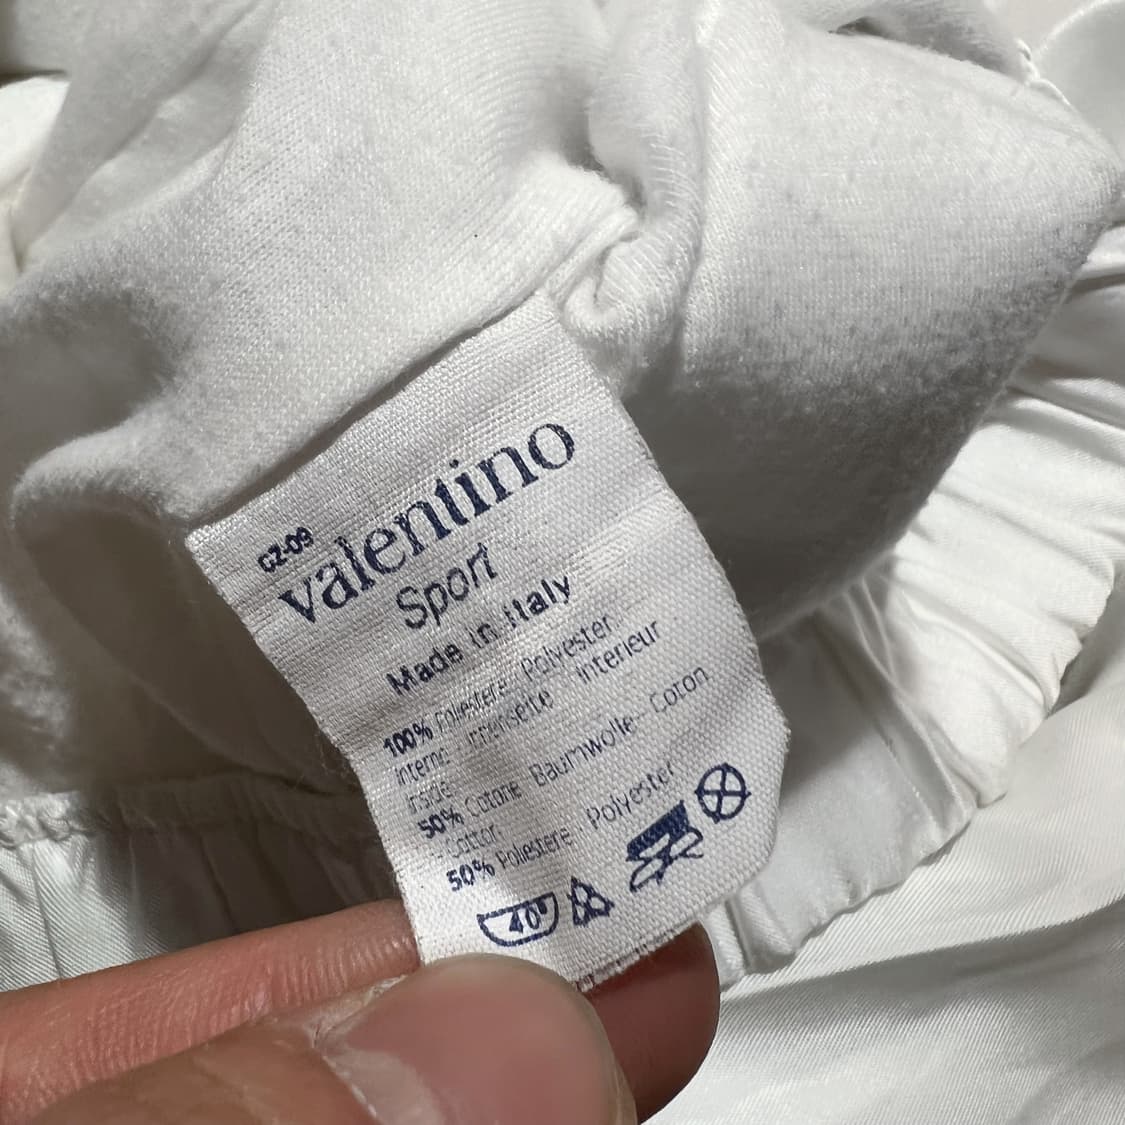 GZ-09
valentino
Sport
Made in Italy
100% Poliestere - Polyester
Interno - Innenseite - Interieur
Inside
50% Cotone Baumwolle - Coton
- Cotton
50% Poliestere - Polyester
40°